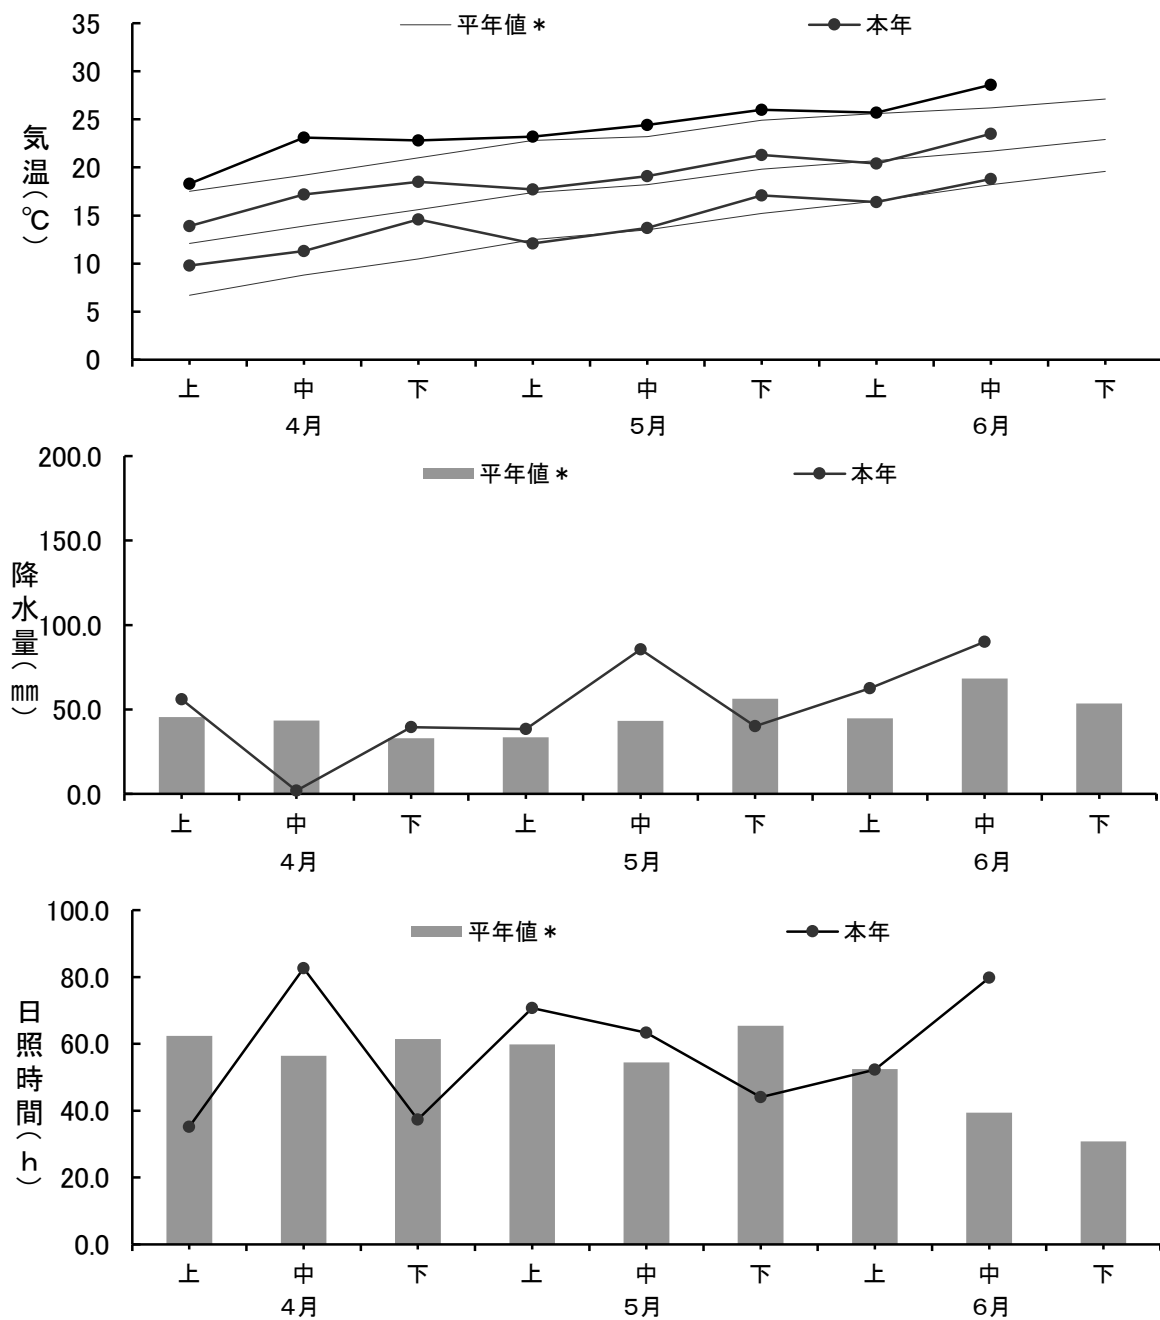 平年値＊ 本年
35
30
25
20
15
10
5
0
気温(℃)
上 中 下 上 中 下 上 中 下
４月 ５月 ６月
平年値＊ 本年
200.0
150.0
100.0
50.0
0.0
降水量(㎜)
上 中 下 上 中 下 上 中 下
４月 ５月 ６月
平年値＊ 本年
100.0
80.0
60.0
40.0
20.0
0.0
日照時間(ｈ)
上 中 下 上 中 下 上 中 下
４月 ５月 ６月